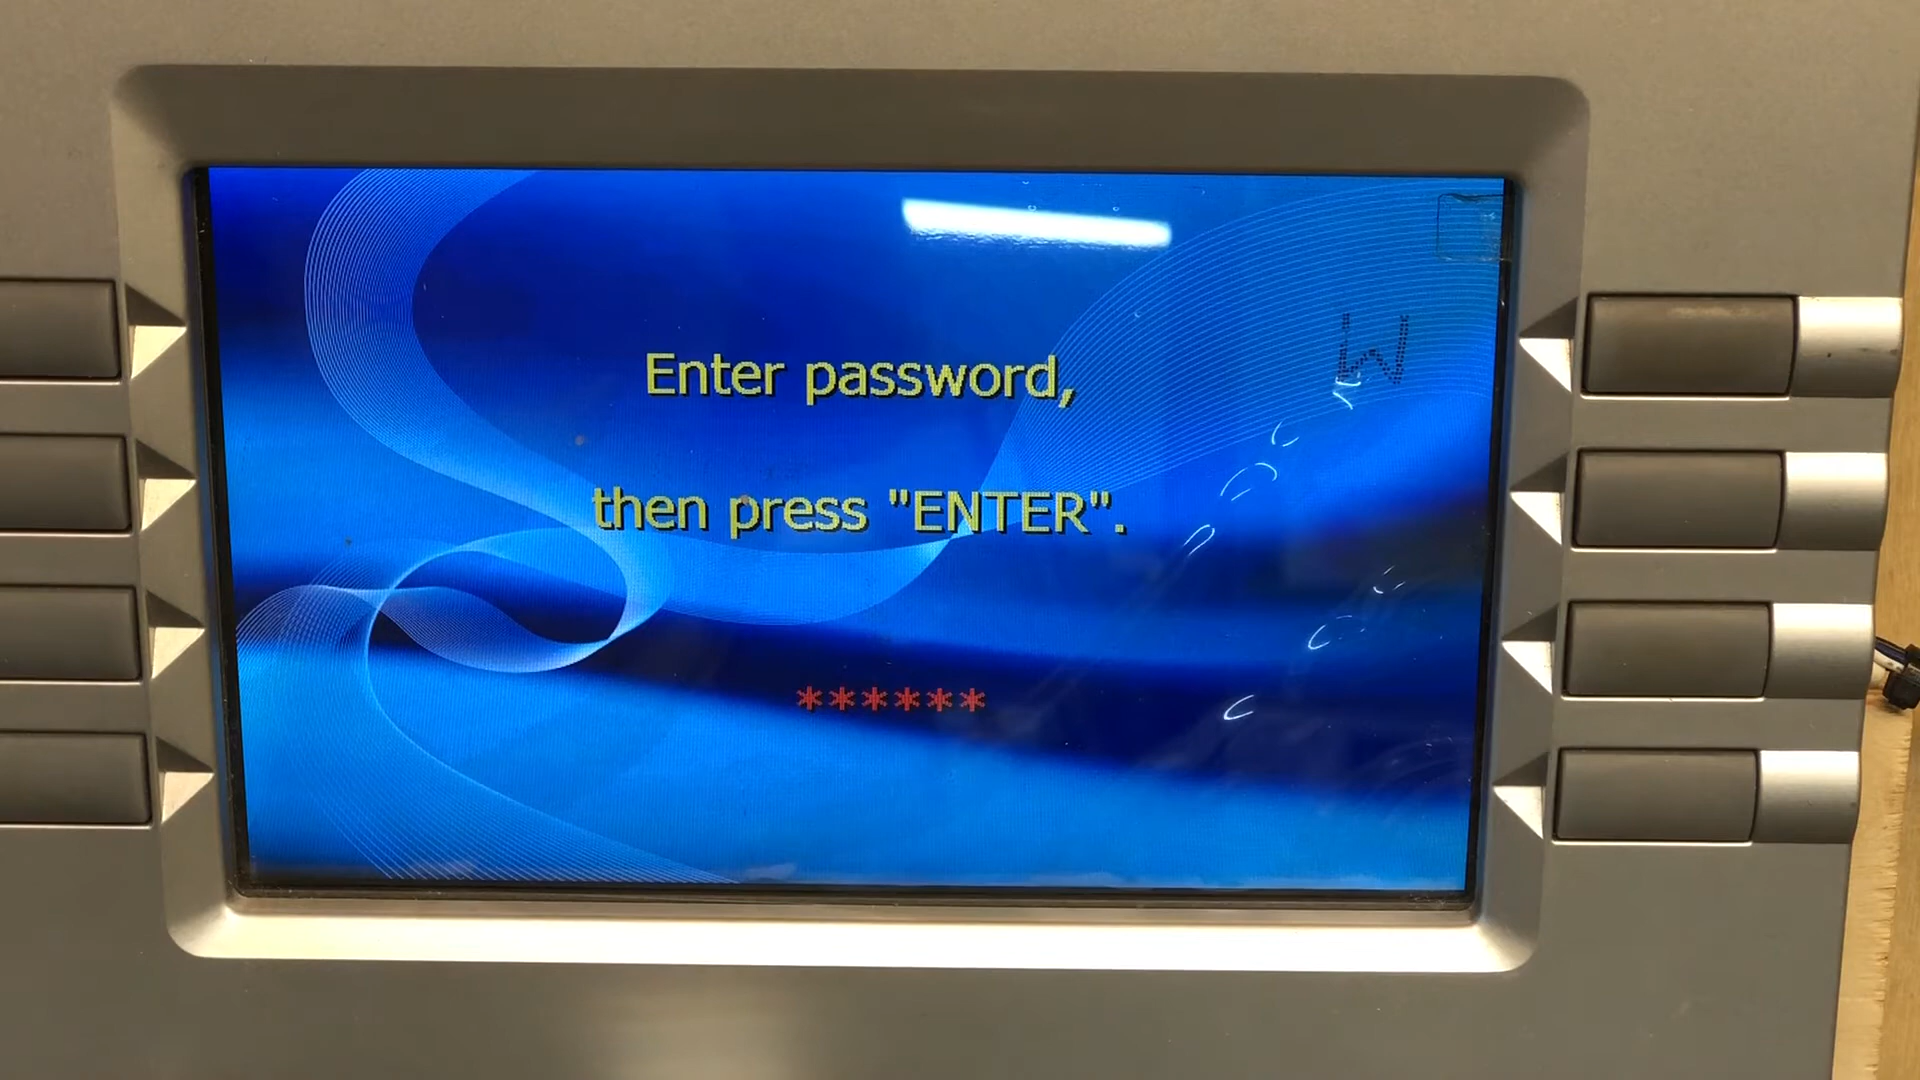 Enter password,
then press "ENTER".
******